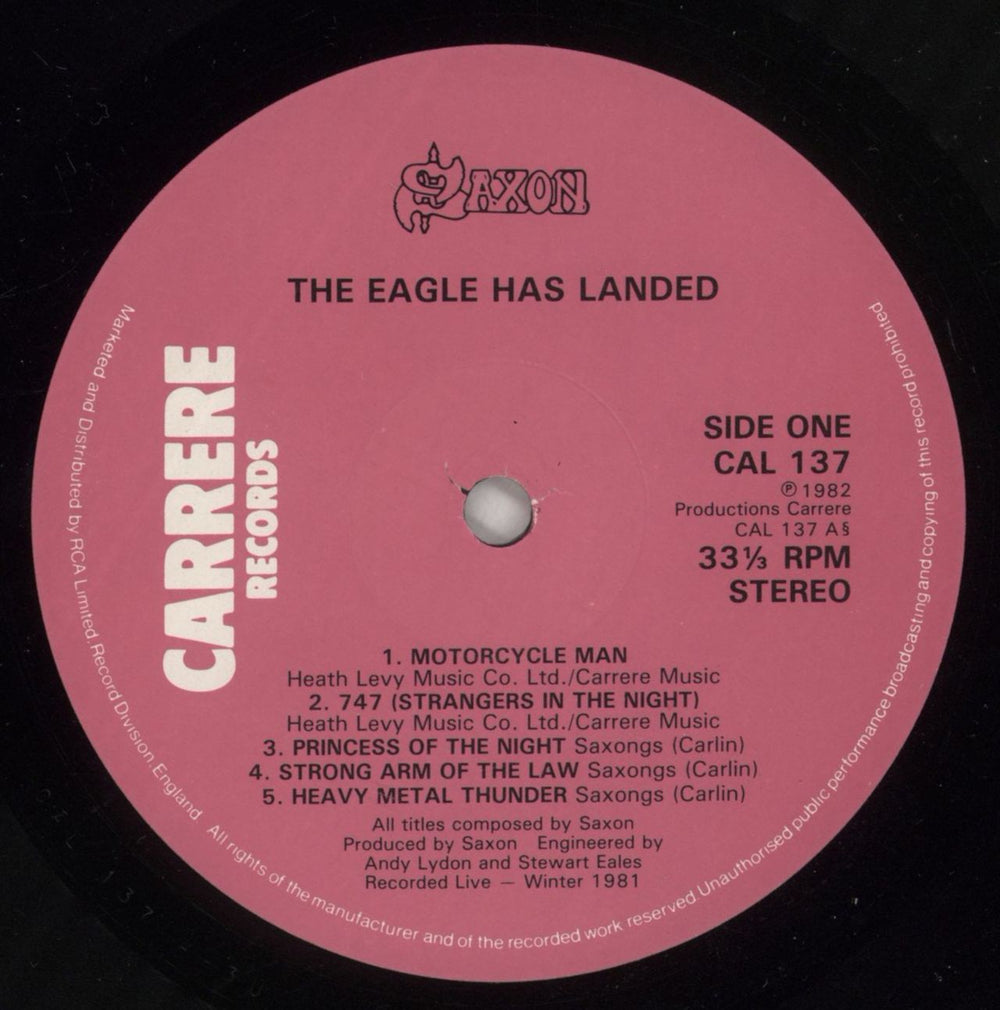 SAXON
THE EAGLE HAS LANDED
CARRERE
RECORDS
SIDE ONE
CAL 137
℗ 1982
Productions Carrere
CAL 137 A§
33⅓ RPM
STEREO
1. MOTORCYCLE MAN
Heath Levy Music Co. Ltd./Carrere Music
2. 747 (STRANGERS IN THE NIGHT)
Heath Levy Music Co. Ltd./Carrere Music
3. PRINCESS OF THE NIGHT Saxongs (Carlin)
4. STRONG ARM OF THE LAW Saxongs (Carlin)
5. HEAVY METAL THUNDER Saxongs (Carlin)
All titles composed by Saxon
Produced by Saxon Engineered by
Andy Lydon and Stewart Eales
Recorded Live – Winter 1981
Marketed and Distributed by RCA Limited. Record Division. England All rights of the manufacturer and of the recorded work reserved Unauthorised public performance broadcasting and copying of this record prohibited